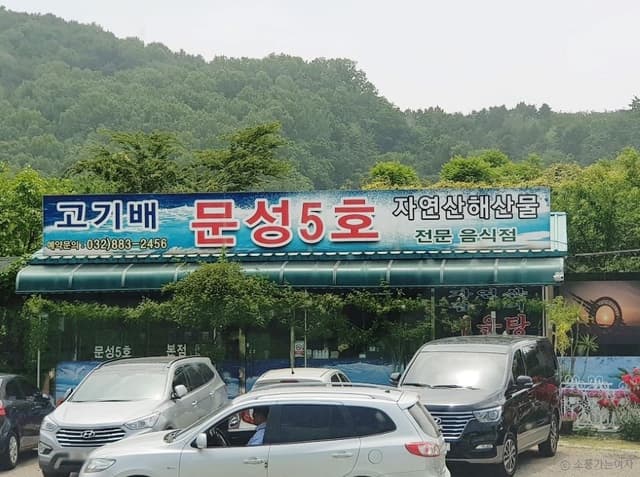 고기배
예약문의 032)883-2456
문성5호
자연산해산물
전문 음식점
문성5호 본점
ⓒ 소풍가는여자